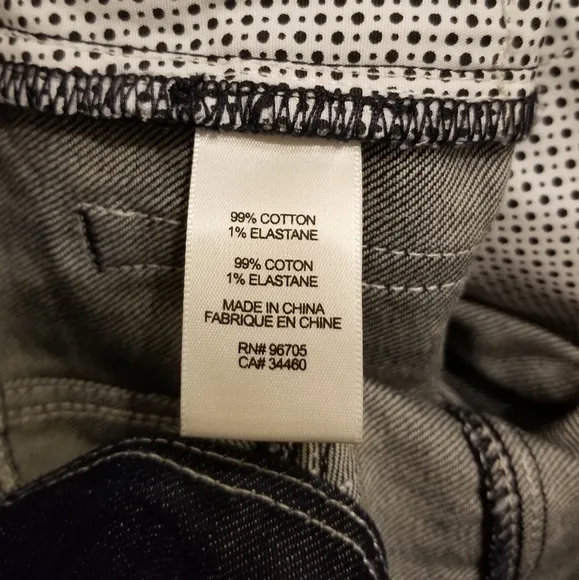 99% COTTON
1% ELASTANE
99% COTON
1% ELASTANE
MADE IN CHINA
FABRIQUE EN CHINE
RN# 96705
CA# 34460